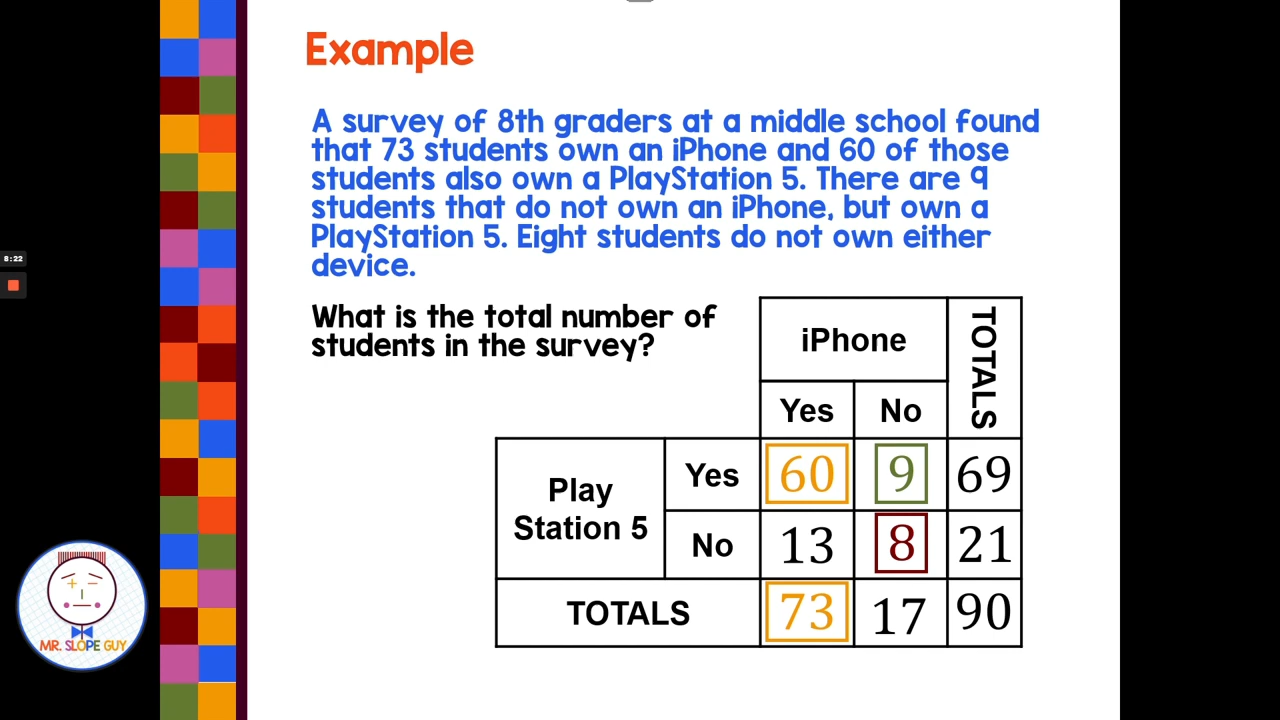 Example
A survey of 8th graders at a middle school found
that 73 students own an iPhone and 60 of those
students also own a PlayStation 5. There are 9
students that do not own an iPhone, but own a
PlayStation 5. Eight students do not own either
device.
8:22
What is the total number of
students in the survey?
iPhone
TOTALS
Yes No
Play
Station 5
Yes 60 9 69
No 13 8 21
TOTALS 73 17 90
MR. SLOPE GUY